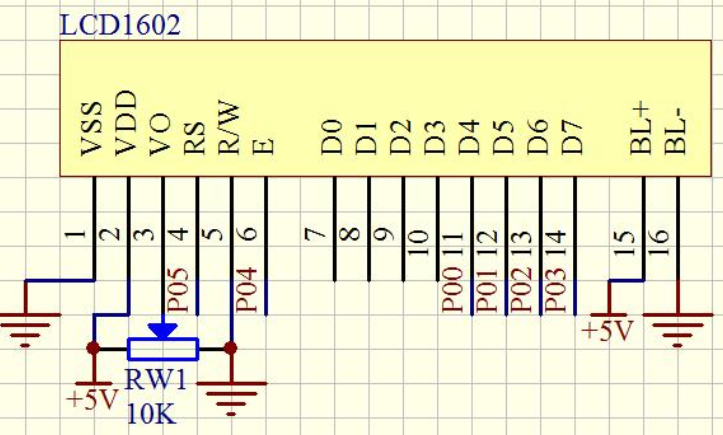 LCD1602
VSS VDD VO RS R/W E D0 D1 D2 D3 D4 D5 D6 D7 BL+ BL-
1 2 3 4 5 6 7 8 9 10 11 12 13 14 15 16
P05 P04 P00 P01 P02 P03
+5V
RW1
+5V
10K